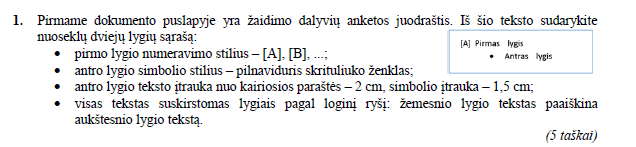 1. Pirmame dokumento puslapyje yra žaidimo dalyvių anketos juodraštis. Iš šio teksto sudarykite
nuoseklų dviejų lygių sąrašą:
• pirmo lygio numeravimo stilius – [A], [B], ...;
• antro lygio simbolio stilius – pilnaviduris skrituliuko ženklas;
• antro lygio teksto įtrauka nuo kairiosios paraštės – 2 cm, simbolio įtrauka – 1,5 cm;
• visas tekstas suskirstomas lygiais pagal loginį ryšį: žemesnio lygio tekstas paaiškina
aukštesnio lygio tekstą.
(5 taškai)
[A] Pirmas lygis
• Antras lygis